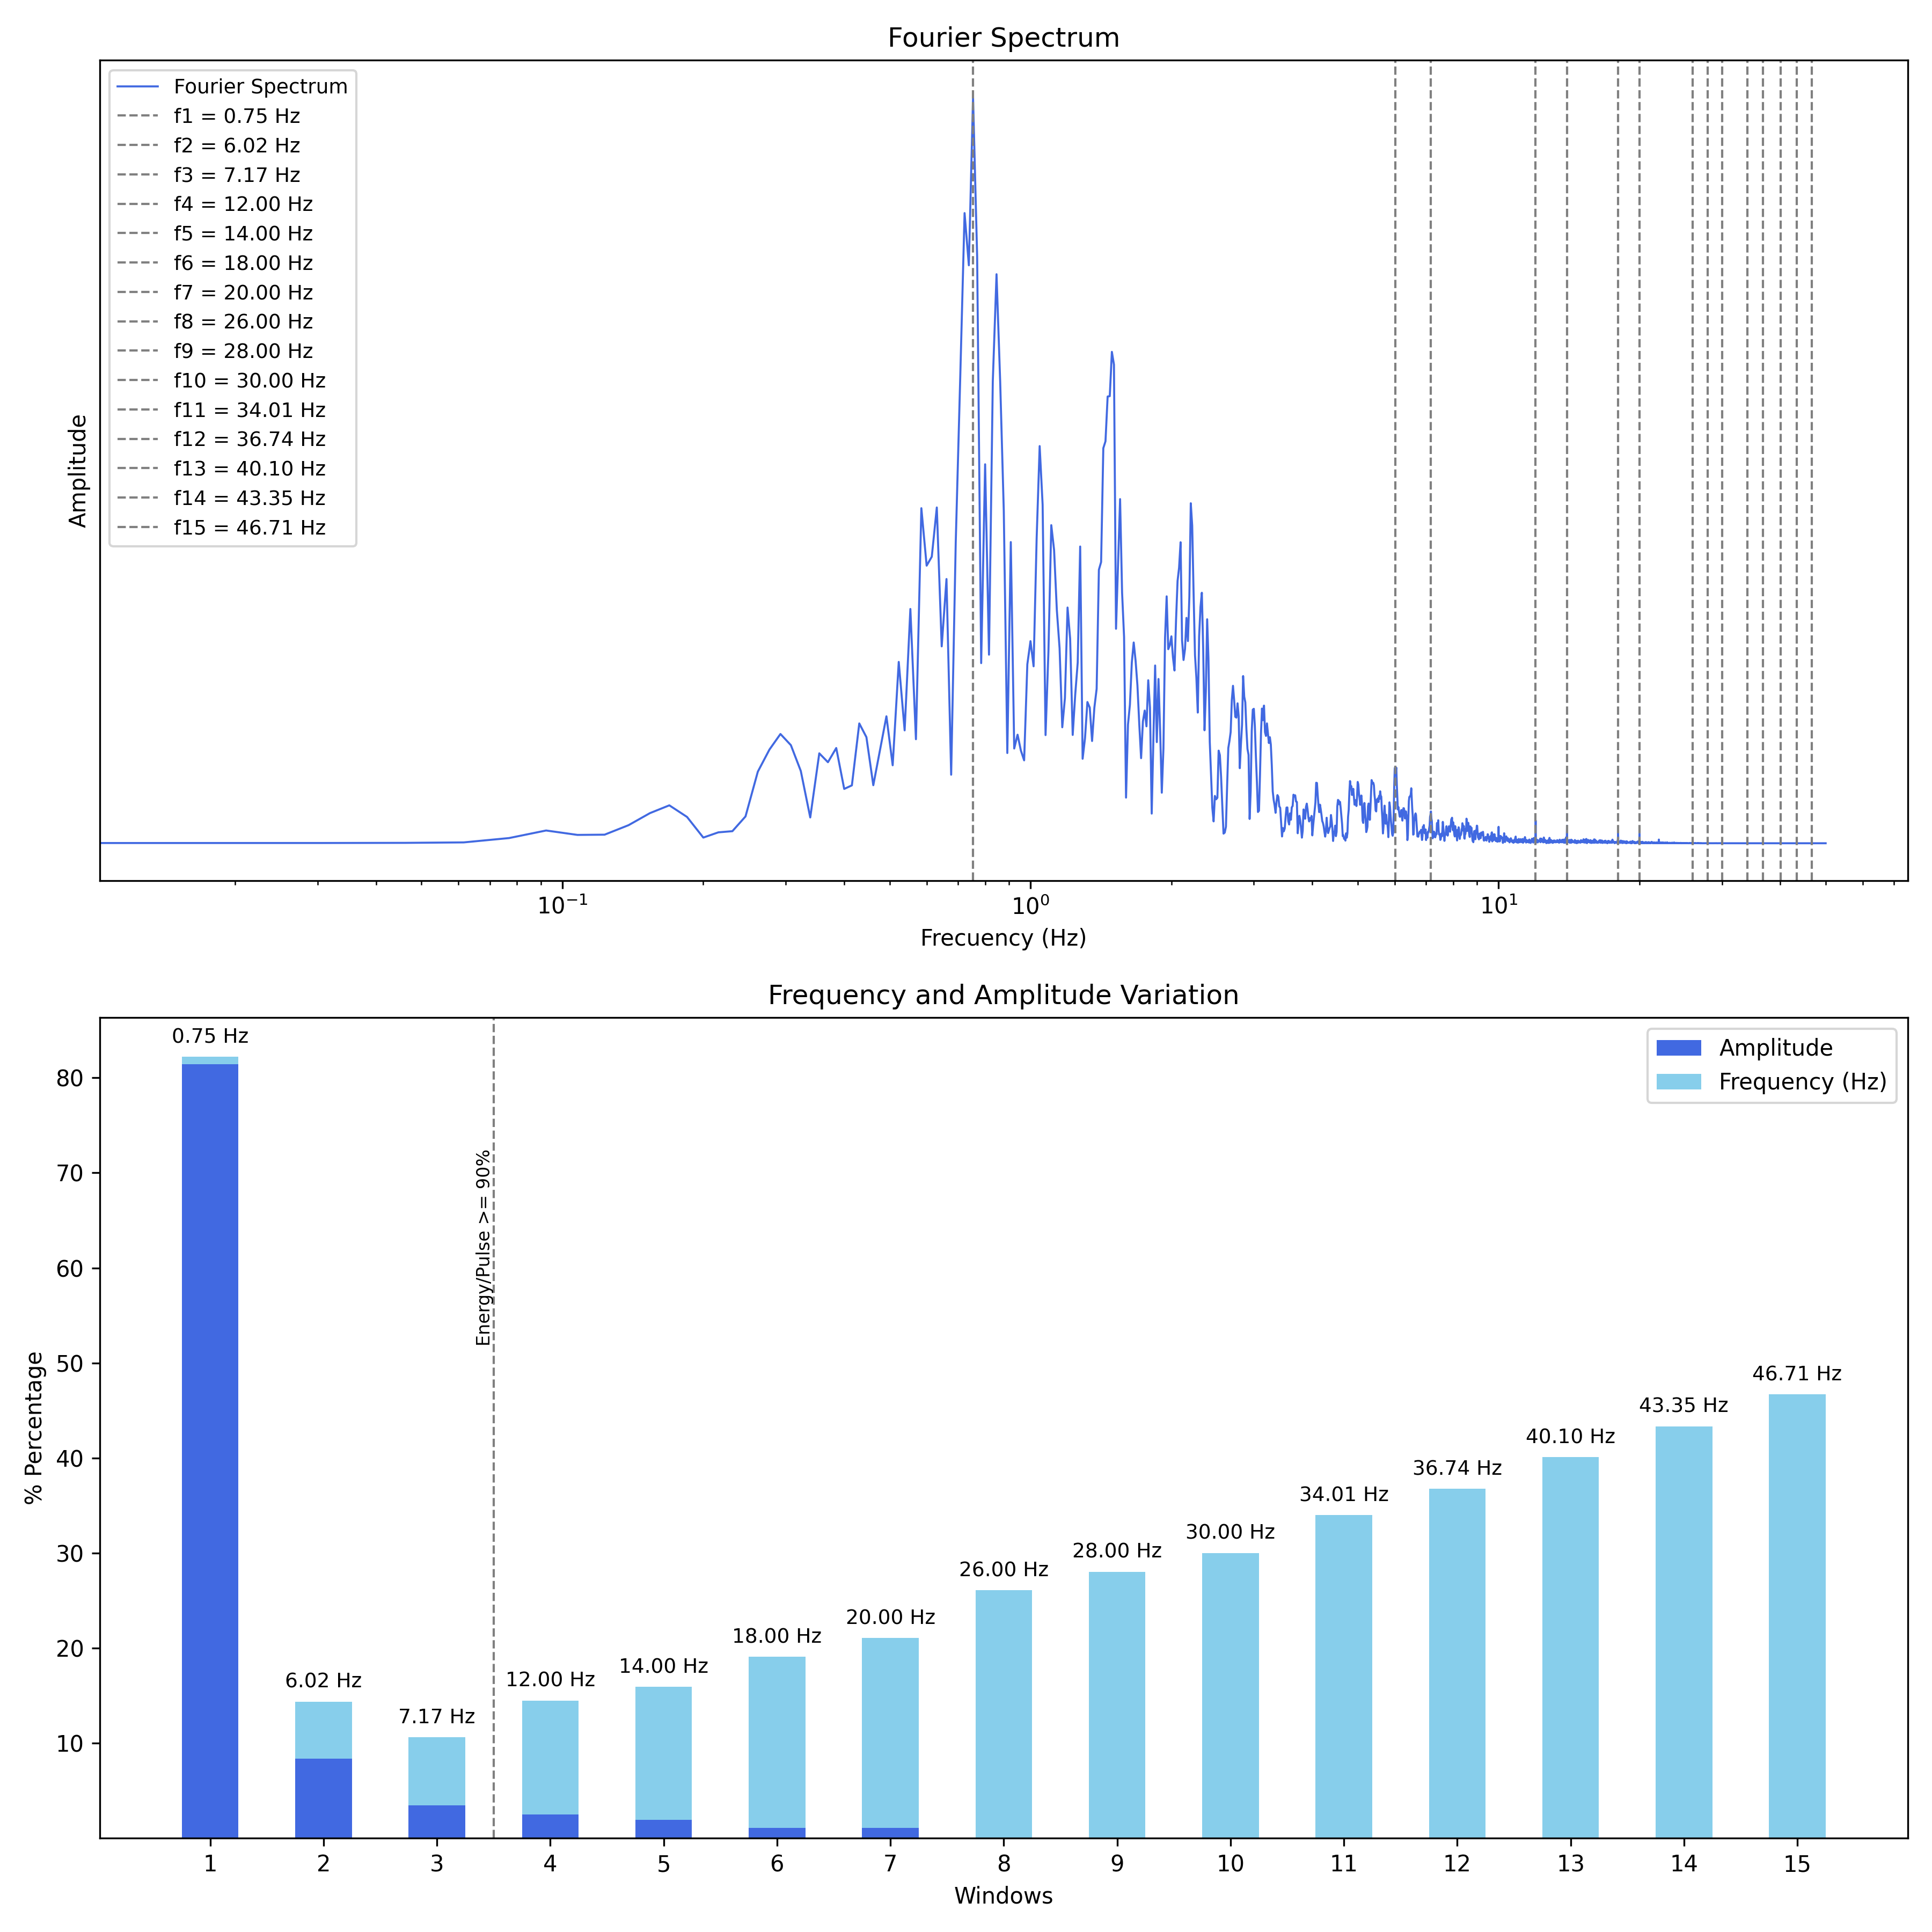 Fourier Spectrum
Fourier Spectrum
f1 = 0.75 Hz
f2 = 6.02 Hz
f3 = 7.17 Hz
f4 = 12.00 Hz
f5 = 14.00 Hz
f6 = 18.00 Hz
f7 = 20.00 Hz
f8 = 26.00 Hz
f9 = 28.00 Hz
f10 = 30.00 Hz
f11 = 34.01 Hz
f12 = 36.74 Hz
f13 = 40.10 Hz
f14 = 43.35 Hz
f15 = 46.71 Hz
Amplitude
10⁻¹ 10⁰ 10¹
Frecuency (Hz)
Frequency and Amplitude Variation
Amplitude
Frequency (Hz)
% Percentage
80
70
60
50
40
30
20
10
Energy/Pulse >= 90%
0.75 Hz
6.02 Hz
7.17 Hz
12.00 Hz
14.00 Hz
18.00 Hz
20.00 Hz
26.00 Hz
28.00 Hz
30.00 Hz
34.01 Hz
36.74 Hz
40.10 Hz
43.35 Hz
46.71 Hz
1 2 3 4 5 6 7 8 9 10 11 12 13 14 15
Windows